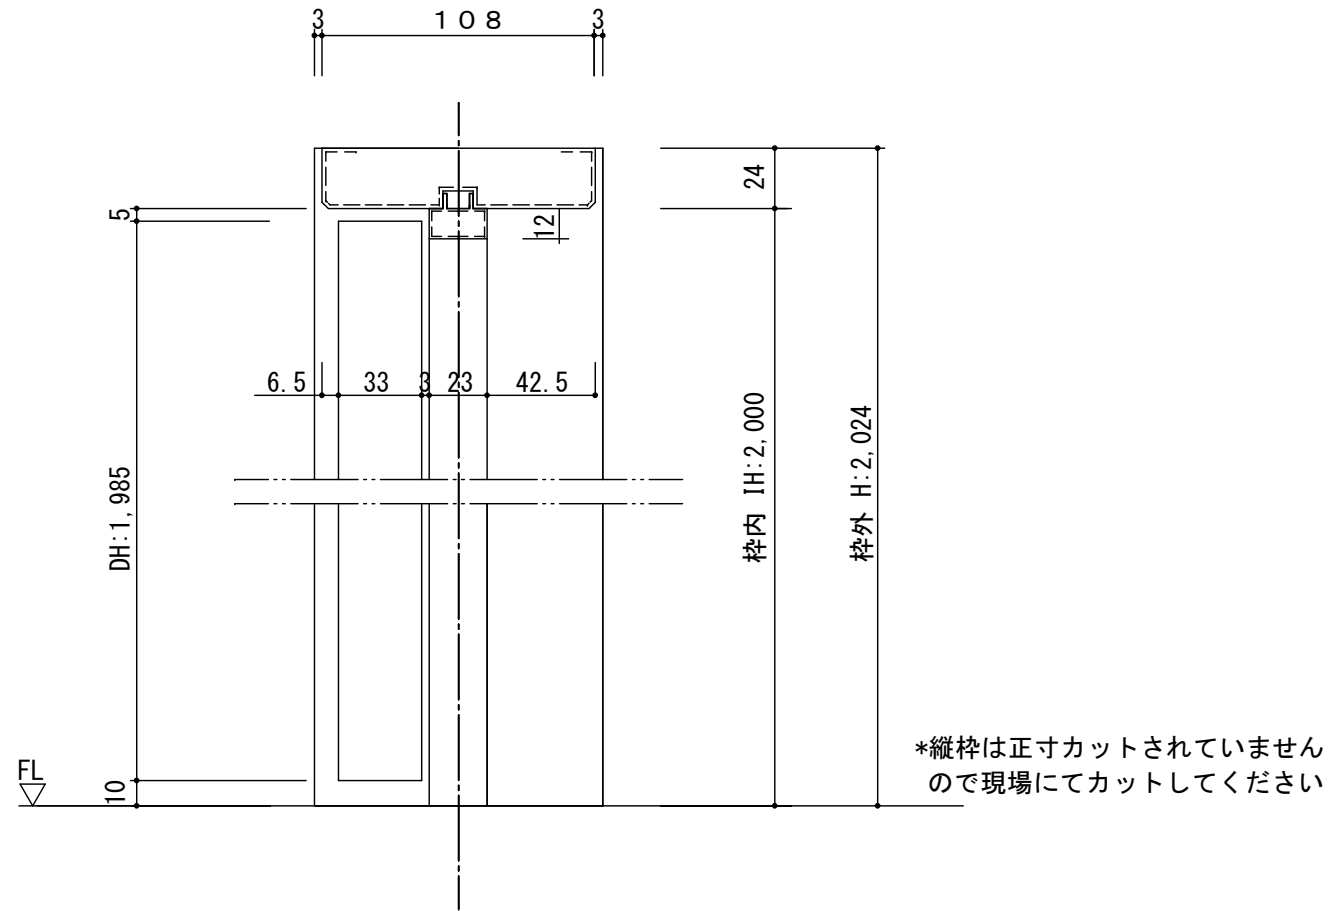 3 １０８ 3
24
5
12
6.5 33 3 23 42.5
DH:1,985
枠内 IH:2,000
枠外 H:2,024
*縦枠は正寸カットされていません
ので現場にてカットしてください
FL
10